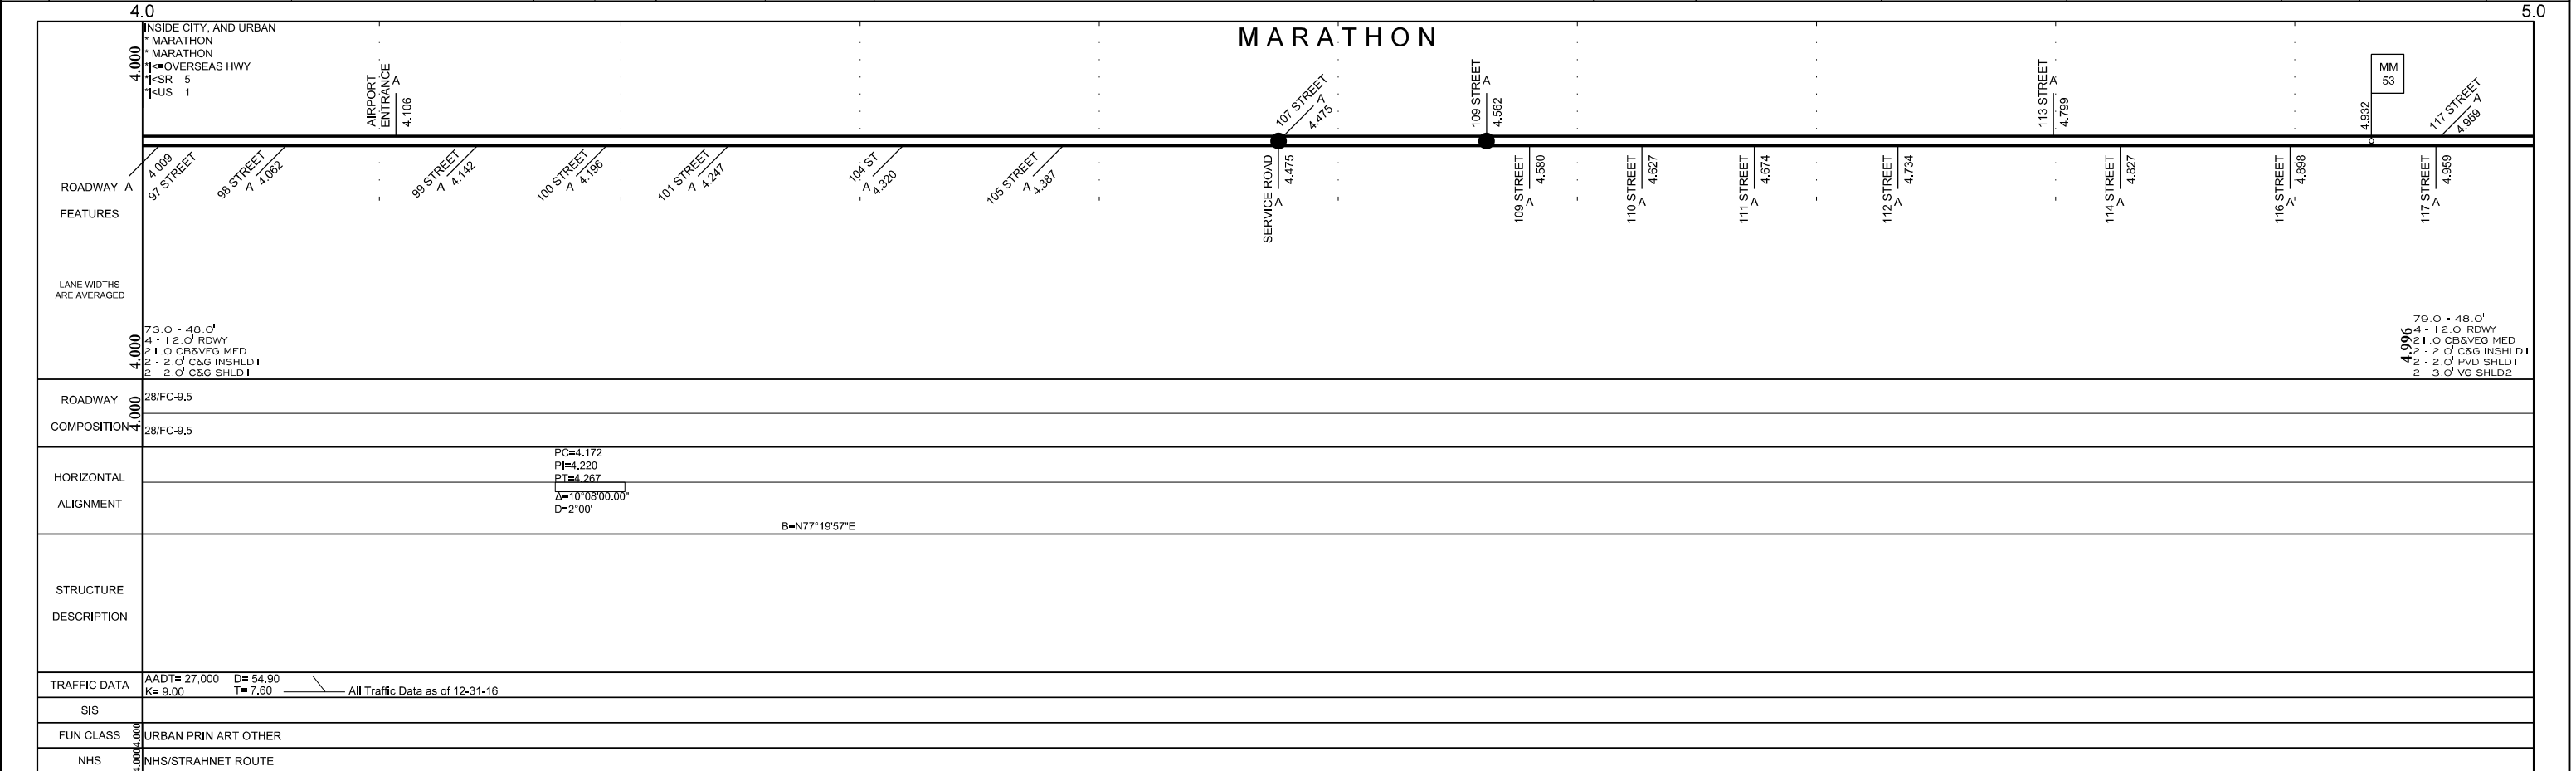 4.0
5.0
MARATHON
4.000
INSIDE CITY, AND URBAN
* MARATHON
* MARATHON
*|<=OVERSEAS HWY
*|<SR 5
*|<US 1
AIRPORT
ENTRANCE
A
4.106
107 STREET
A
4.475
109 STREET
A
4.562
113 STREET
A
4.799
4.932
MM
53
117 STREET
A
4.959
ROADWAY
FEATURES
A
4.009
97 STREET
98 STREET
A 4.062
99 STREET
A 4.142
100 STREET
A 4.196
101 STREET
A 4.247
104 ST
A 4.320
105 STREET
A 4.387
SERVICE ROAD
A
4.475
109 STREET
A
4.580
110 STREET
A
4.627
111 STREET
A
4.674
112 STREET
A
4.734
114 STREET
A
4.827
116 STREET
A
4.898
117 STREET
A
4.959
LANE WIDTHS
ARE AVERAGED
4.000
73.0' - 48.0'
4 - 12.0' RDWY
21.0 CB&VEG MED
2 - 2.0' C&G INSHLD1
2 - 2.0' C&G SHLD1
4.996
79.0' - 48.0'
4 - 12.0' RDWY
21.0 CB&VEG MED
2 - 2.0' C&G INSHLD1
2 - 2.0' PVD SHLD1
2 - 3.0' VG SHLD2
ROADWAY
COMPOSITION
4.000
28/FC-9.5
28/FC-9.5
HORIZONTAL
ALIGNMENT
PC=4.172
PI=4.220
PT=4.267
Δ=10°08'00.00"
D=2°00'
B=N77°19'57"E
STRUCTURE
DESCRIPTION
TRAFFIC DATA
AADT= 27,000 D= 54.90
K= 9.00 T= 7.60
All Traffic Data as of 12-31-16
SIS
FUN CLASS
4.000
URBAN PRIN ART OTHER
NHS
4.000
NHS/STRAHNET ROUTE